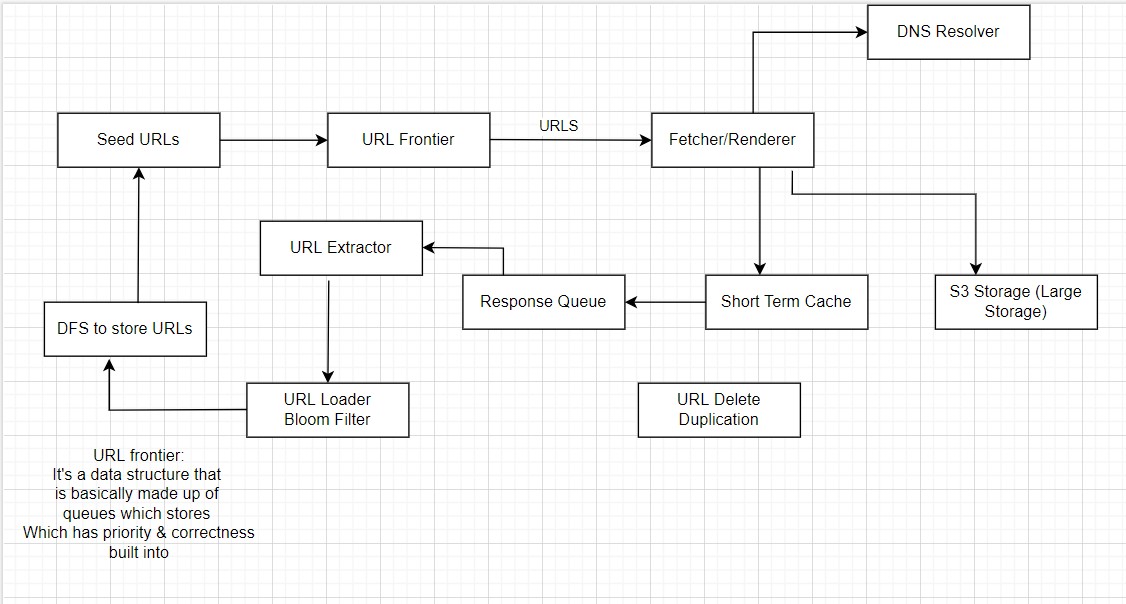 DNS Resolver
Seed URLs
URL Frontier
URLS
Fetcher/Renderer
URL Extractor
Response Queue
Short Term Cache
S3 Storage (Large
Storage)
DFS to store URLs
URL Loader
Bloom Filter
URL Delete
Duplication
URL frontier:
It's a data structure that
is basically made up of
queues which stores
Which has priority & correctness
built into